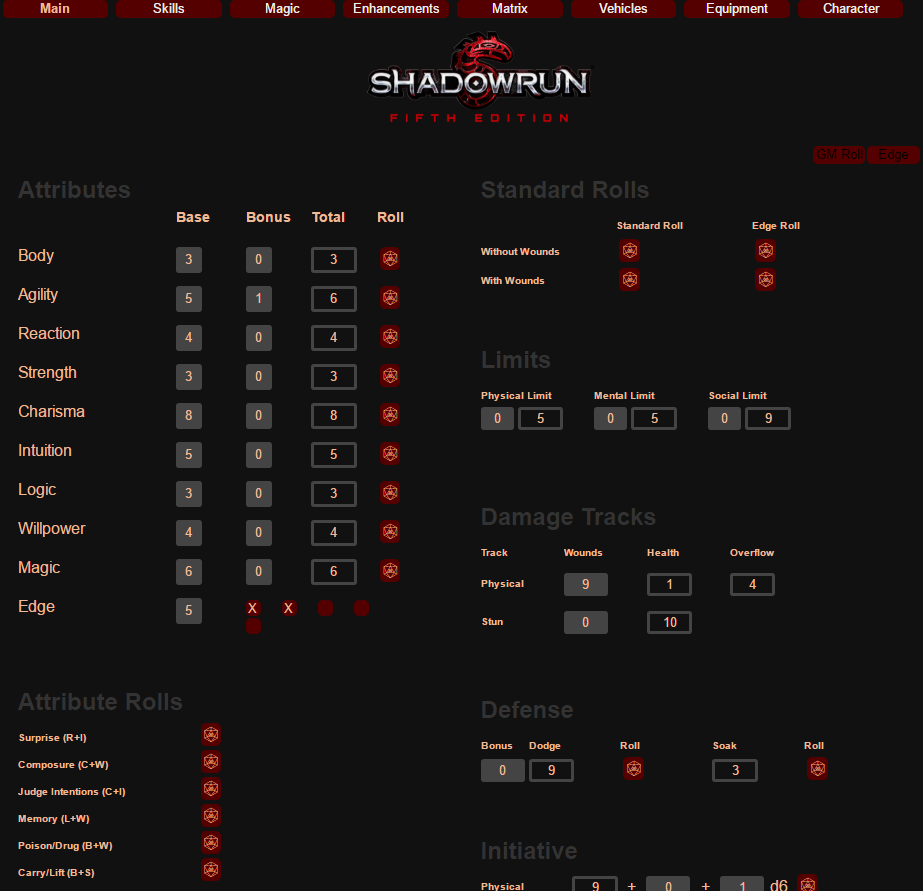 Main Skills Magic Enhancements Matrix Vehicles Equipment Character
SHADOWRUN
FIFTH EDITION
GM Roll Edge
Attributes
Base Bonus Total Roll
Body 3 0 3
Agility 5 1 6
Reaction 4 0 4
Strength 3 0 3
Charisma 8 0 8
Intuition 5 0 5
Logic 3 0 3
Willpower 4 0 4
Magic 6 0 6
Edge 5 X X
Attribute Rolls
Surprise (R+I)
Composure (C+W)
Judge Intentions (C+I)
Memory (L+W)
Poison/Drug (B+W)
Carry/Lift (B+S)
Standard Rolls
Standard Roll Edge Roll
Without Wounds
With Wounds
Limits
Physical Limit Mental Limit Social Limit
0 5 0 5 0 9
Damage Tracks
Track Wounds Health Overflow
Physical 9 1 4
Stun 0 10
Defense
Bonus Dodge Roll Soak Roll
0 9 3
Initiative
Physical 9 + 0 + 1 d6